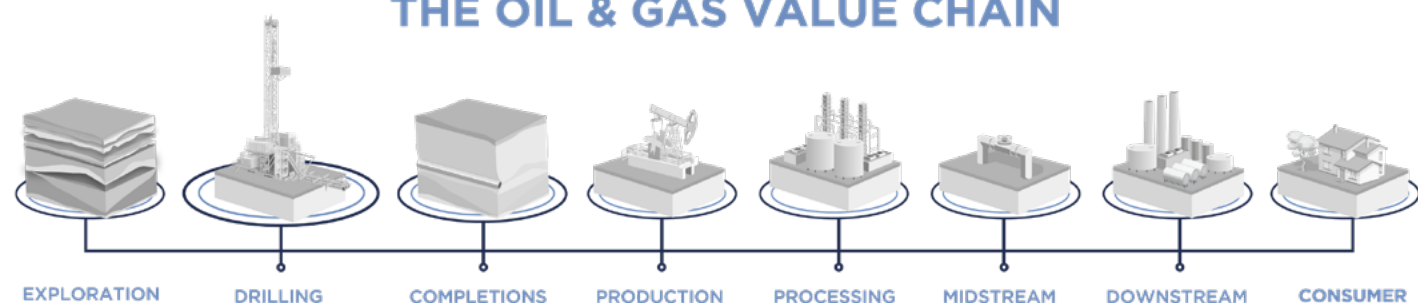 THE OIL & GAS VALUE CHAIN
EXPLORATION
DRILLING
COMPLETIONS
PRODUCTION
PROCESSING
MIDSTREAM
DOWNSTREAM
CONSUMER